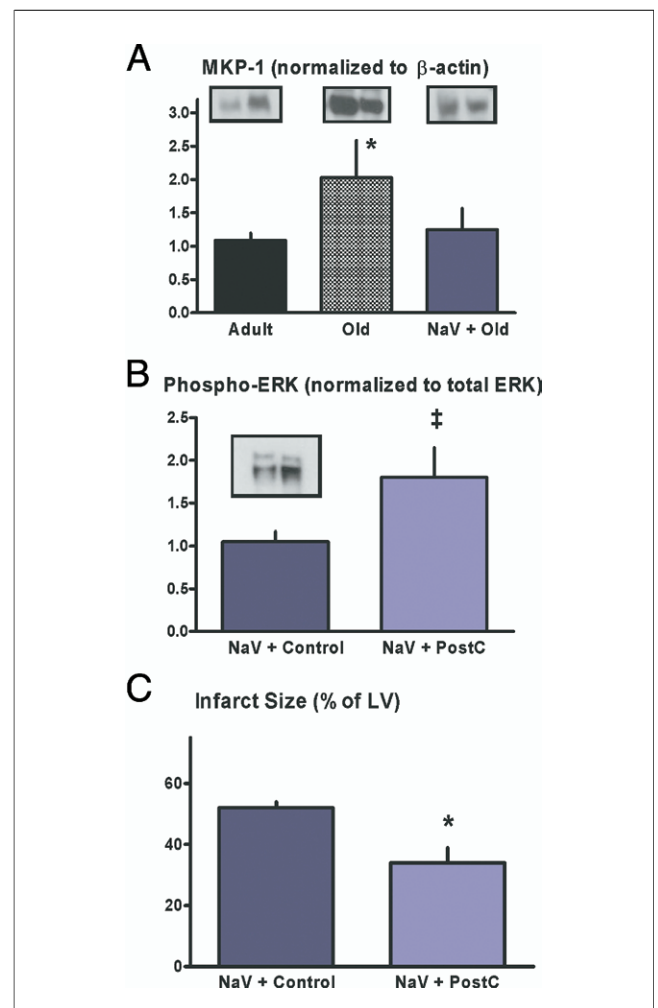 A
MKP-1 (normalized to β-actin)
3.0
2.5
2.0
1.5
1.0
0.5
0.0
*
Adult Old NaV + Old
B
Phospho-ERK (normalized to total ERK)
2.5
2.0
1.5
1.0
0.5
0.0
‡
NaV + Control NaV + PostC
C
Infarct Size (% of LV)
60
40
20
0
*
NaV + Control NaV + PostC